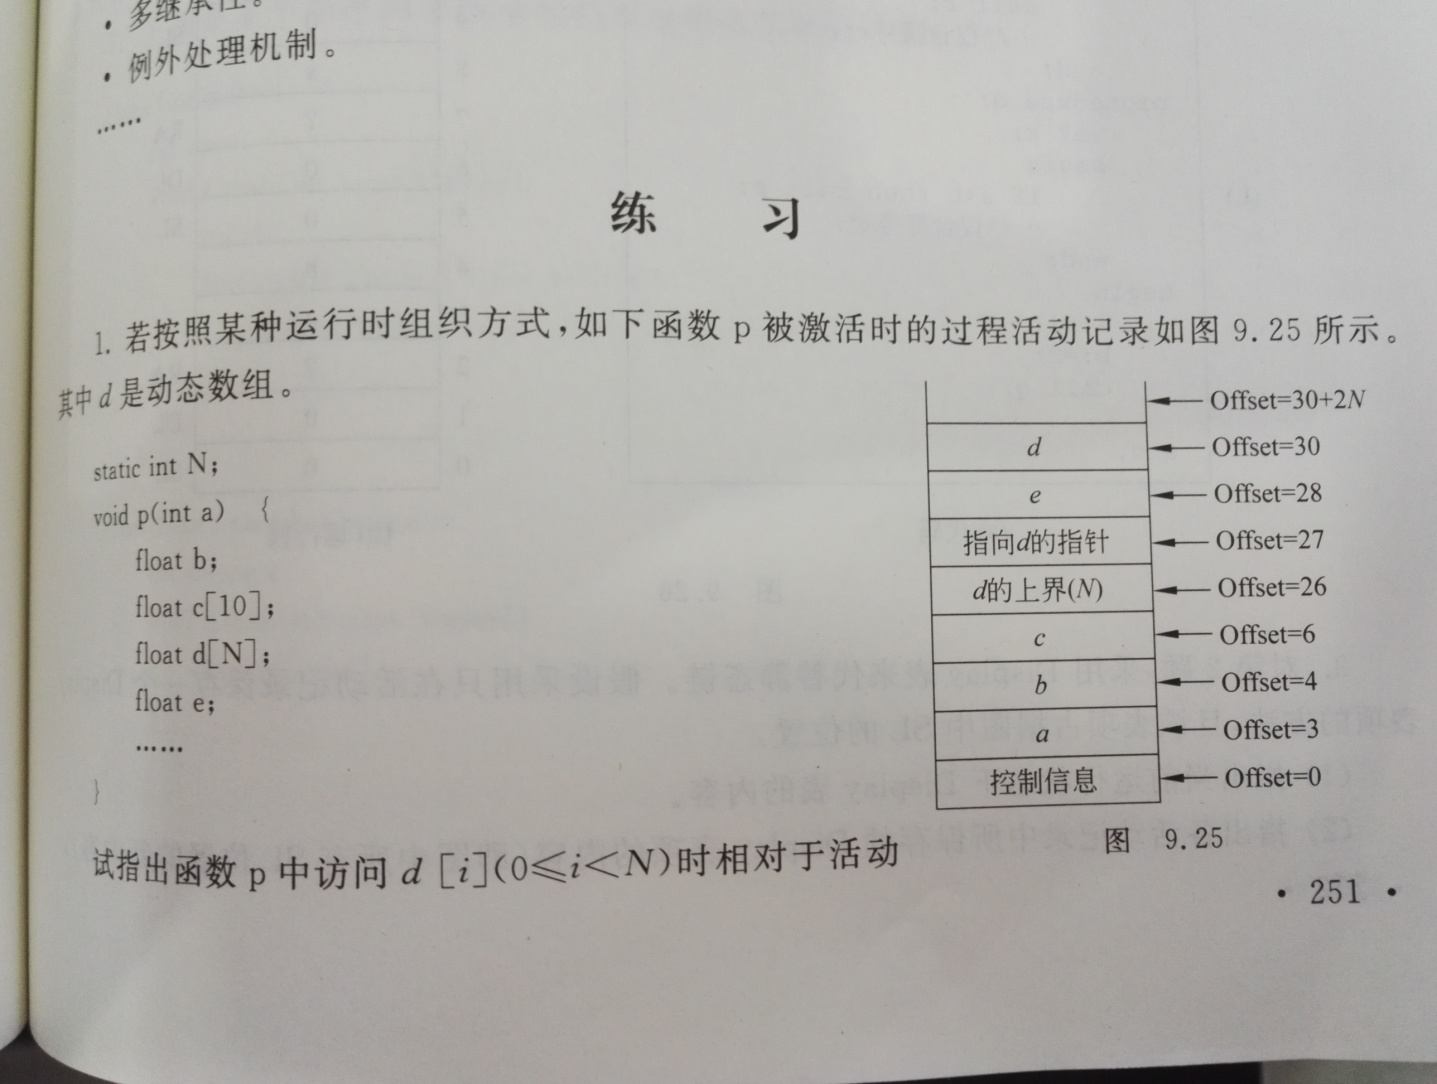 · 多继承性。
· 例外处理机制。
……
练 习
1. 若按照某种运行时组织方式,如下函数 p 被激活时的过程活动记录如图 9.25 所示。
其中 d 是动态数组。
static int N;
void p(int a) {
float b;
float c[10];
float d[N];
float e;
……
}
Offset=30+2N
d Offset=30
e Offset=28
指向d的指针 Offset=27
d的上界(N) Offset=26
c Offset=6
b Offset=4
a Offset=3
控制信息 Offset=0
图 9.25
试指出函数 p 中访问 d [i](0≤i<N)时相对于活动
· 251 ·